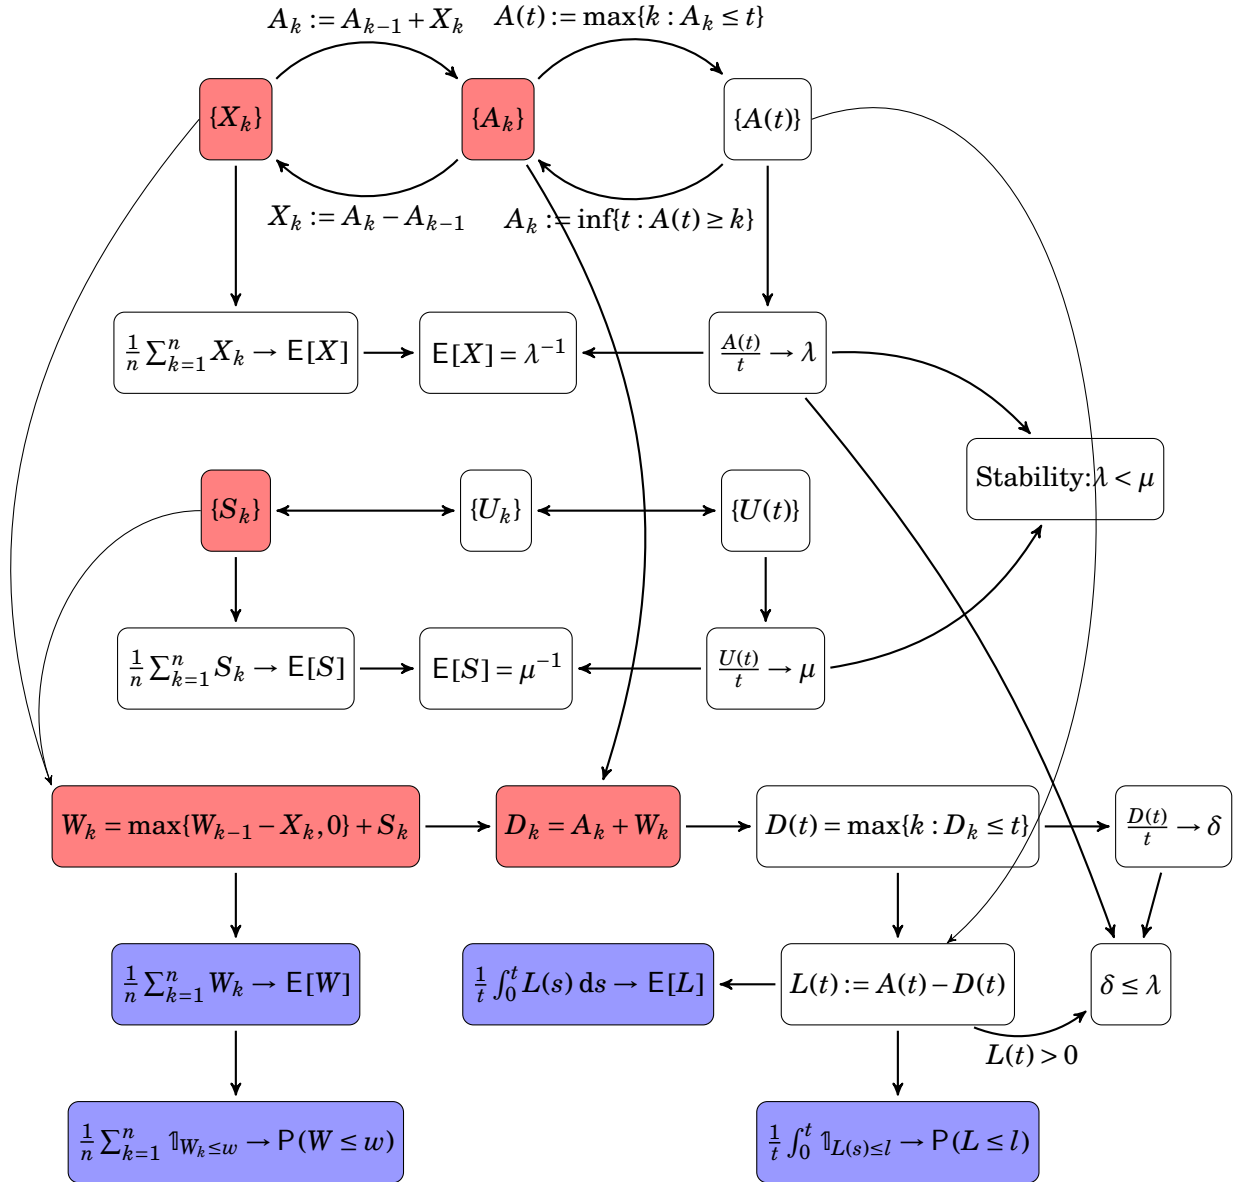 A_k := A_{k-1} + X_k
A(t) := max{k : A_k ≤ t}
{X_k}
{A_k}
{A(t)}
X_k := A_k − A_{k-1}
A_k := inf{t : A(t) ≥ k}
1/n ∑_{k=1}^n X_k → E[X]
E[X] = λ^{-1}
A(t)/t → λ
Stability:λ < μ
{S_k}
{U_k}
{U(t)}
1/n ∑_{k=1}^n S_k → E[S]
E[S] = μ^{-1}
U(t)/t → μ
W_k = max{W_{k-1} − X_k, 0} + S_k
D_k = A_k + W_k
D(t) = max{k : D_k ≤ t}
D(t)/t → δ
1/n ∑_{k=1}^n W_k → E[W]
1/t ∫_0^t L(s) ds → E[L]
L(t) := A(t) − D(t)
δ ≤ λ
L(t) > 0
1/n ∑_{k=1}^n 𝟙_{W_k ≤ w} → P(W ≤ w)
1/t ∫_0^t 𝟙_{L(s) ≤ l} → P(L ≤ l)